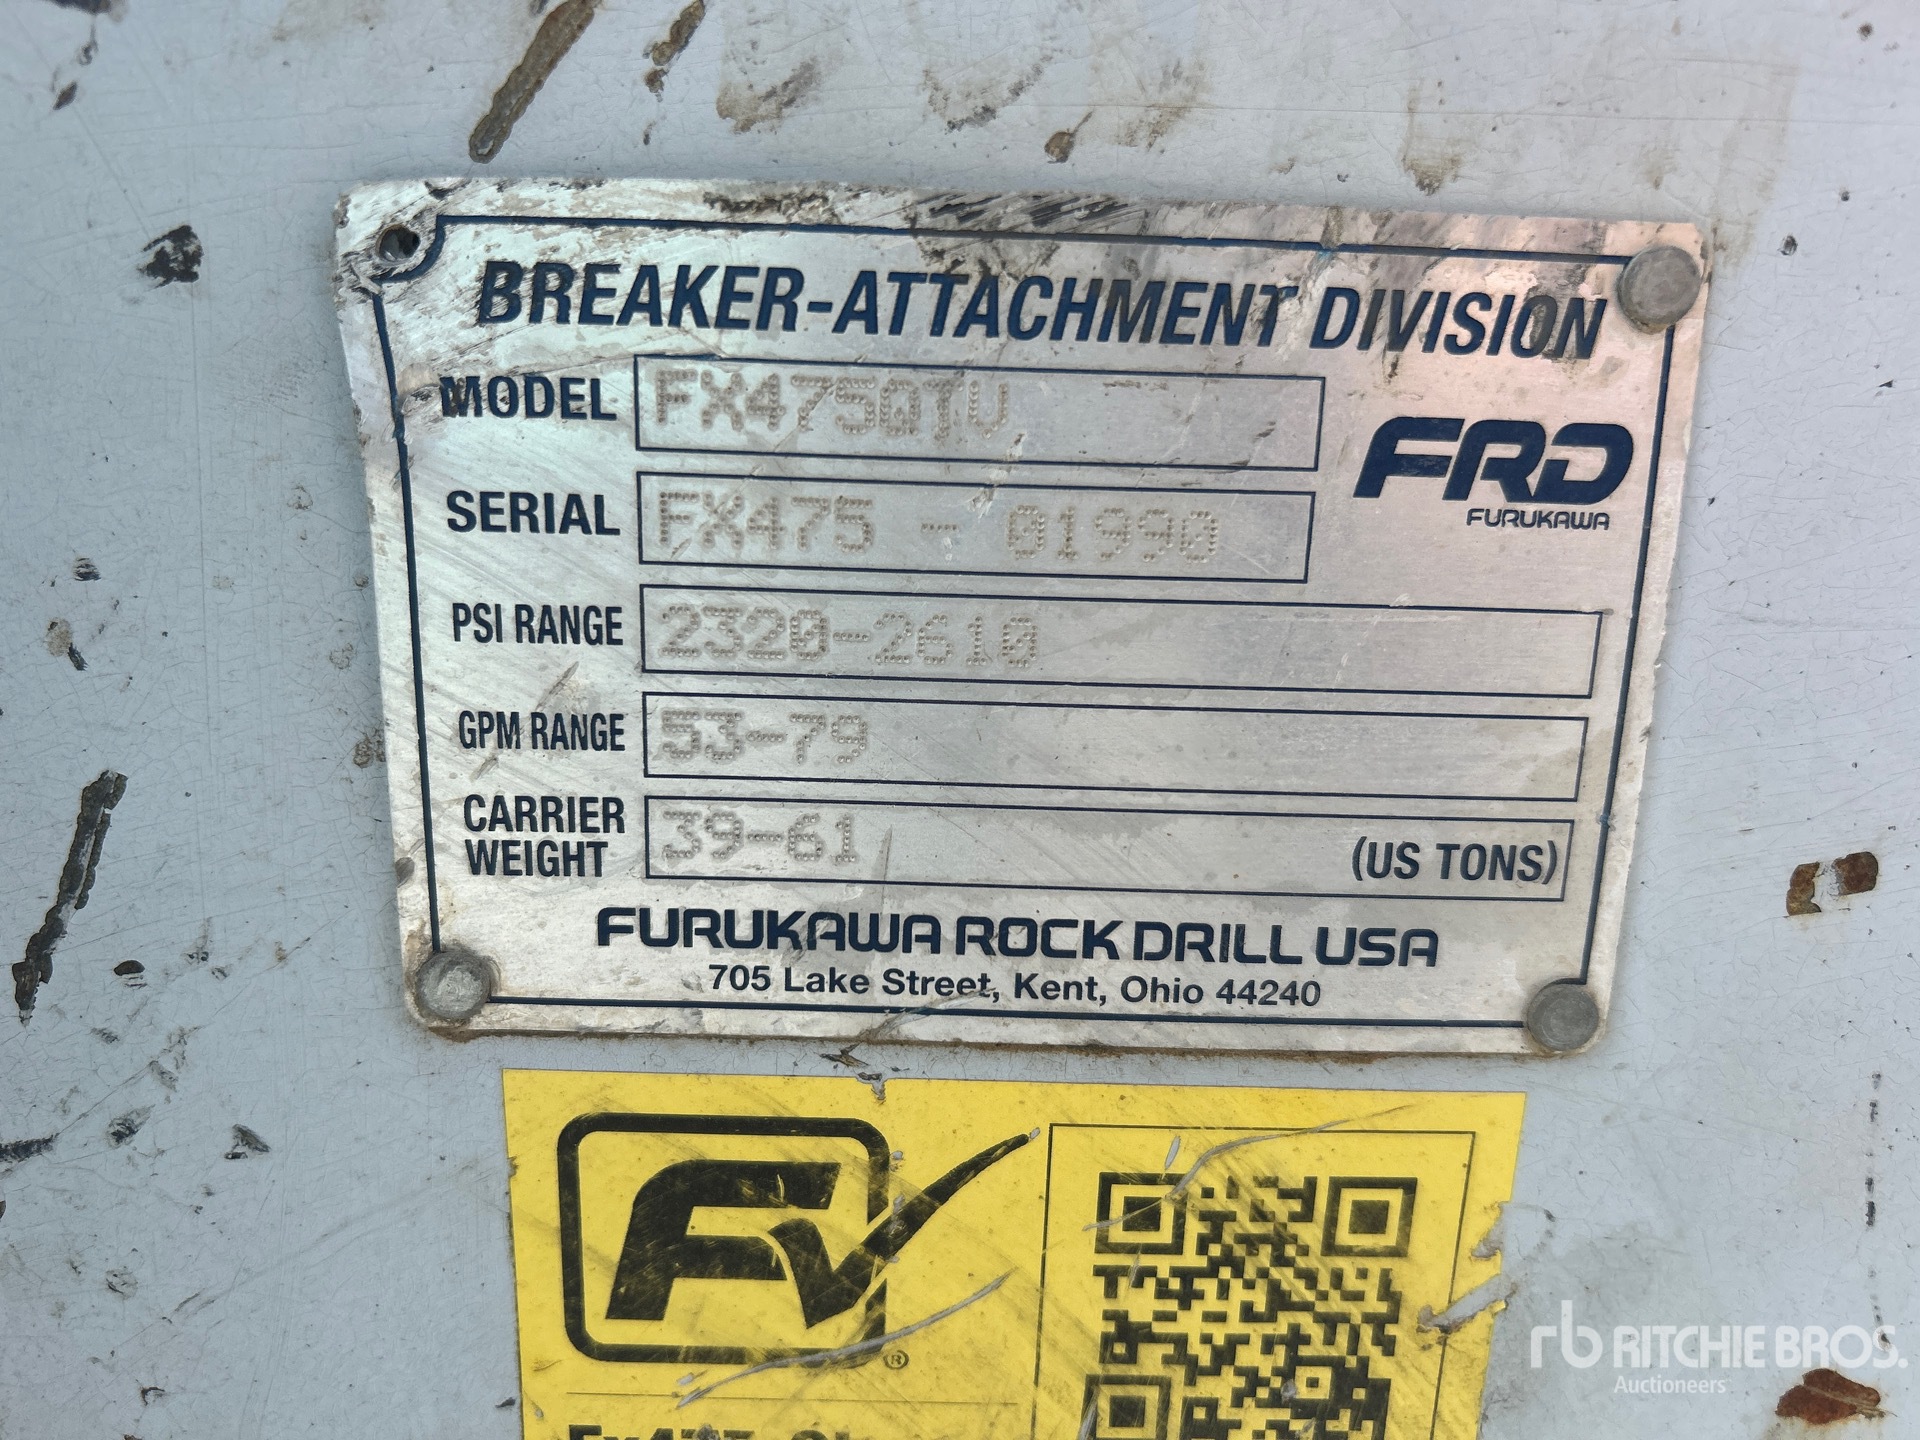 BREAKER-ATTACHMENT DIVISION
MODEL FX475QTV
SERIAL FX475 - 01990
FRD
FURUKAWA
PSI RANGE 2320-2610
GPM RANGE 53-79
CARRIER WEIGHT 39-61 (US TONS)
FURUKAWA ROCK DRILL USA
705 Lake Street, Kent, Ohio 44240
®
rb RITCHIE BROS.
Auctioneers